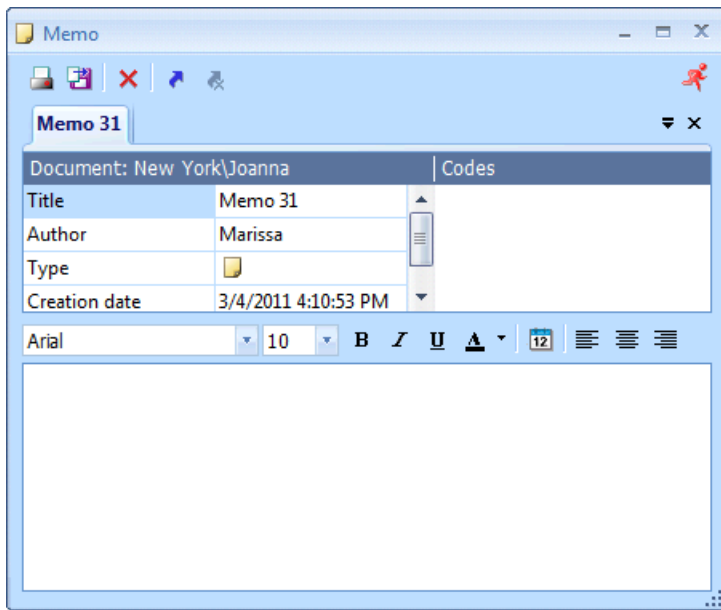 Memo
Memo 31
Document: New York\Joanna Codes
Title Memo 31
Author Marissa
Type
Creation date 3/4/2011 4:10:53 PM
Arial 10 B I U A 12